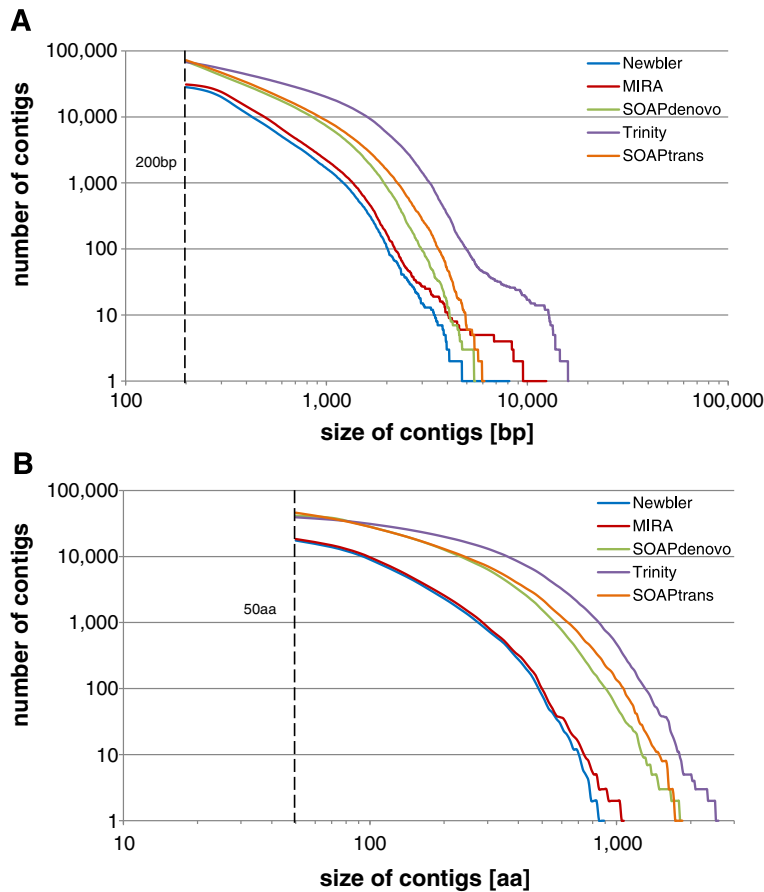 A
100,000
10,000
1,000
100
10
1
number of contigs
200bp
Newbler
MIRA
SOAPdenovo
Trinity
SOAPtrans
100
1,000
10,000
100,000
size of contigs [bp]
B
100,000
10,000
1,000
100
10
1
number of contigs
50aa
Newbler
MIRA
SOAPdenovo
Trinity
SOAPtrans
10
100
1,000
size of contigs [aa]